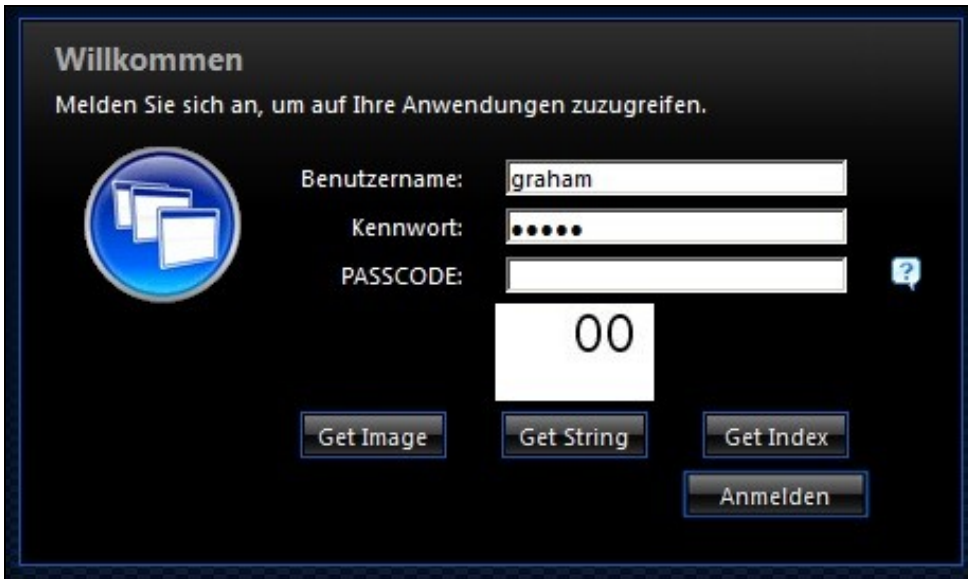 Willkommen
Melden Sie sich an, um auf Ihre Anwendungen zuzugreifen.
Benutzername: graham
Kennwort: •••••
PASSCODE:
?
00
Get Image Get String Get Index
Anmelden